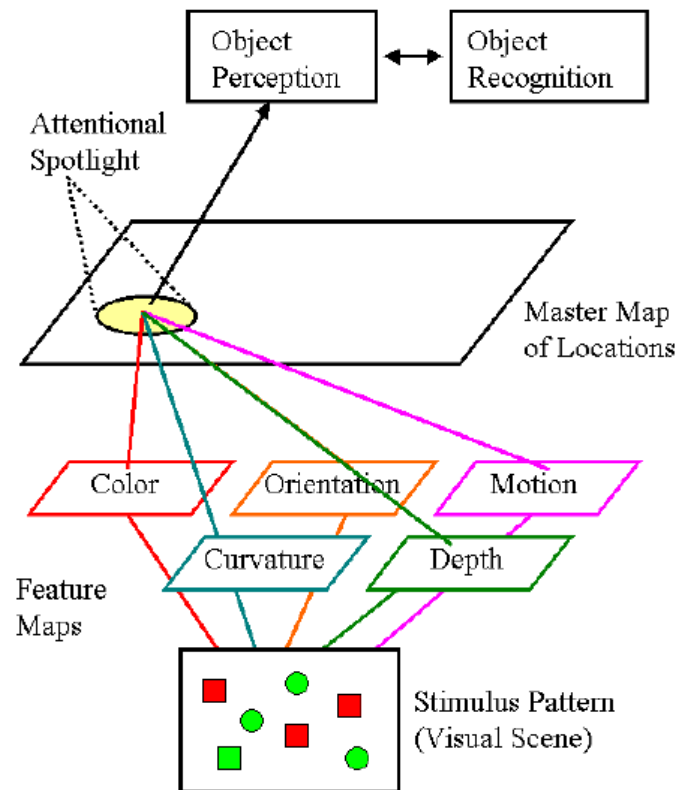 Object
Perception
Object
Recognition
Attentional
Spotlight
Master Map
of Locations
Color
Orientation
Motion
Curvature
Depth
Feature
Maps
Stimulus Pattern
(Visual Scene)